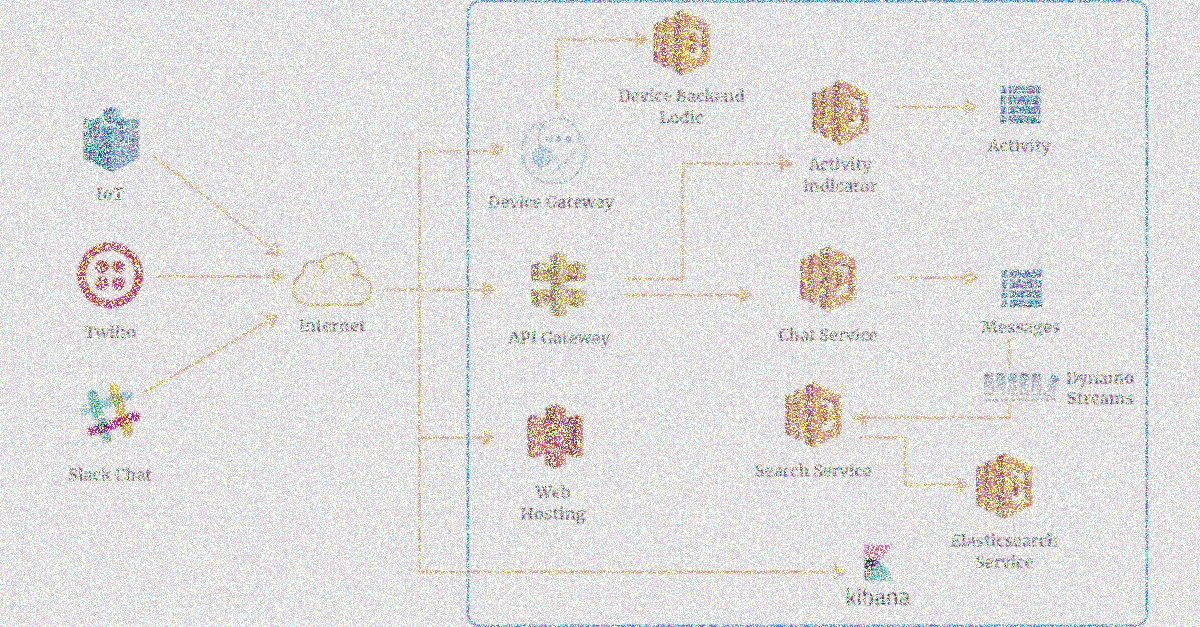 Device Backend
Logic
IoT
Device Gateway
Activity
Indicator
Activity
Twilio
Internet
API Gateway
Chat Service
Messages
Dynamo
Streams
Slack Chat
Web
Hosting
Search Service
Elasticsearch
Service
kibana